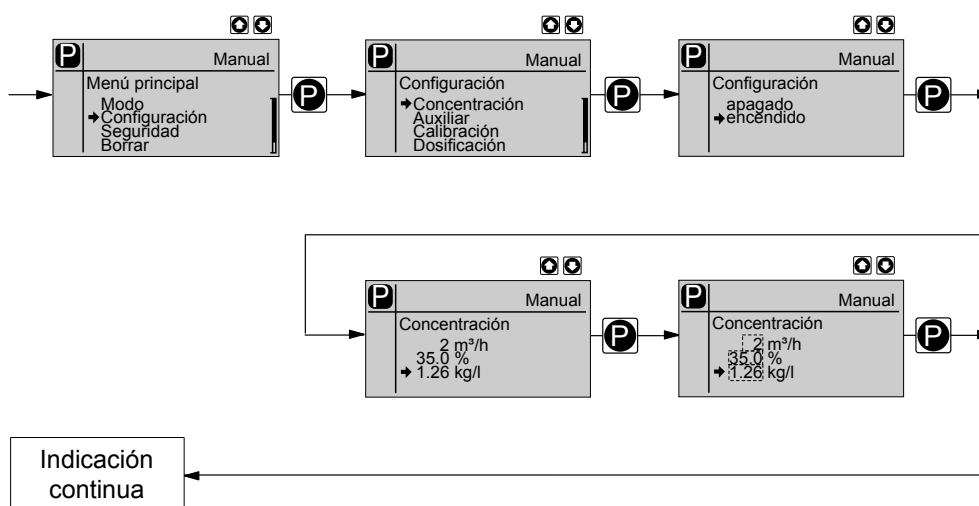 P
Manual
Menú principal
Modo
Configuración
Seguridad
Borrar
P
P
Manual
Configuración
Concentración
Auxiliar
Calibración
Dosificación
P
P
Manual
Configuración
apagado
encendido
P
P
Manual
Concentración
2 m³/h
35.0 %
1.26 kg/l
P
P
Manual
Concentración
2 m³/h
35.0 %
1.26 kg/l
P
Indicación
continua